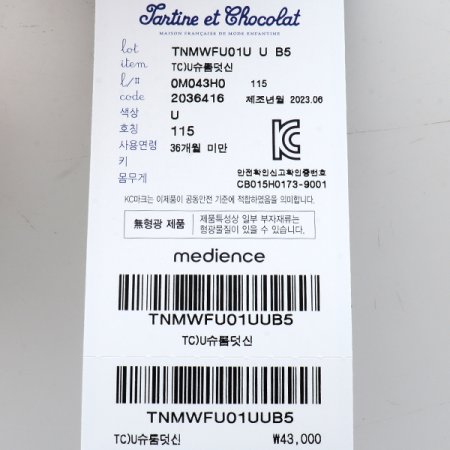 Tartine et Chocolat
MAISON FRANÇAISE DE MODE ENFANTINE
lot TNMWFU01U U B5
item TC)U슈룸덧신
l/# 0M043H0 115
code 2036416 제조년월 2023.06
색상 U
호칭 115
사용연령 36개월 미만
키
몸무게
안전확인신고확인증번호
CB015H0173-9001
KC마크는 이제품이 공통안전 기준에 적합하였음을 의미합니다.
無형광 제품
제품특성상 일부 부자재류는
형광물질이 있을 수 있습니다.
medience
TNMWFU01UUB5
TC)U슈룸덧신
TNMWFU01UUB5
TC)U슈룸덧신 ₩43,000